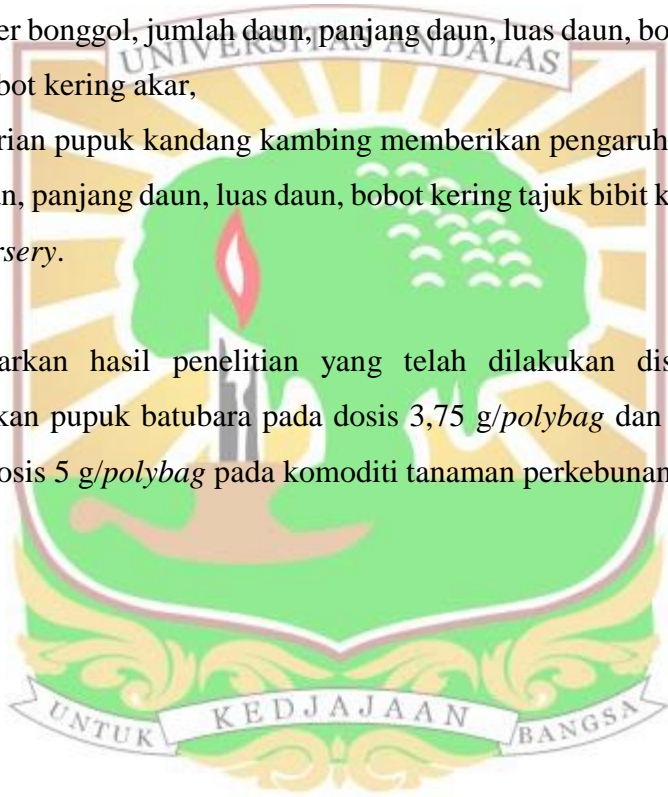 er bonggol, jumlah daun, panjang daun, luas daun, bo
UNIVERSITAS ANDALAS
bot kering akar,
rian pupuk kandang kambing memberikan pengaruh
un, panjang daun, luas daun, bobot kering tajuk bibit k
rsery.
arkan hasil penelitian yang telah dilakukan dis
kan pupuk batubara pada dosis 3,75 g/polybag dan
osis 5 g/polybag pada komoditi tanaman perkebunan
UNTUK KEDJAJAAN BANGSA